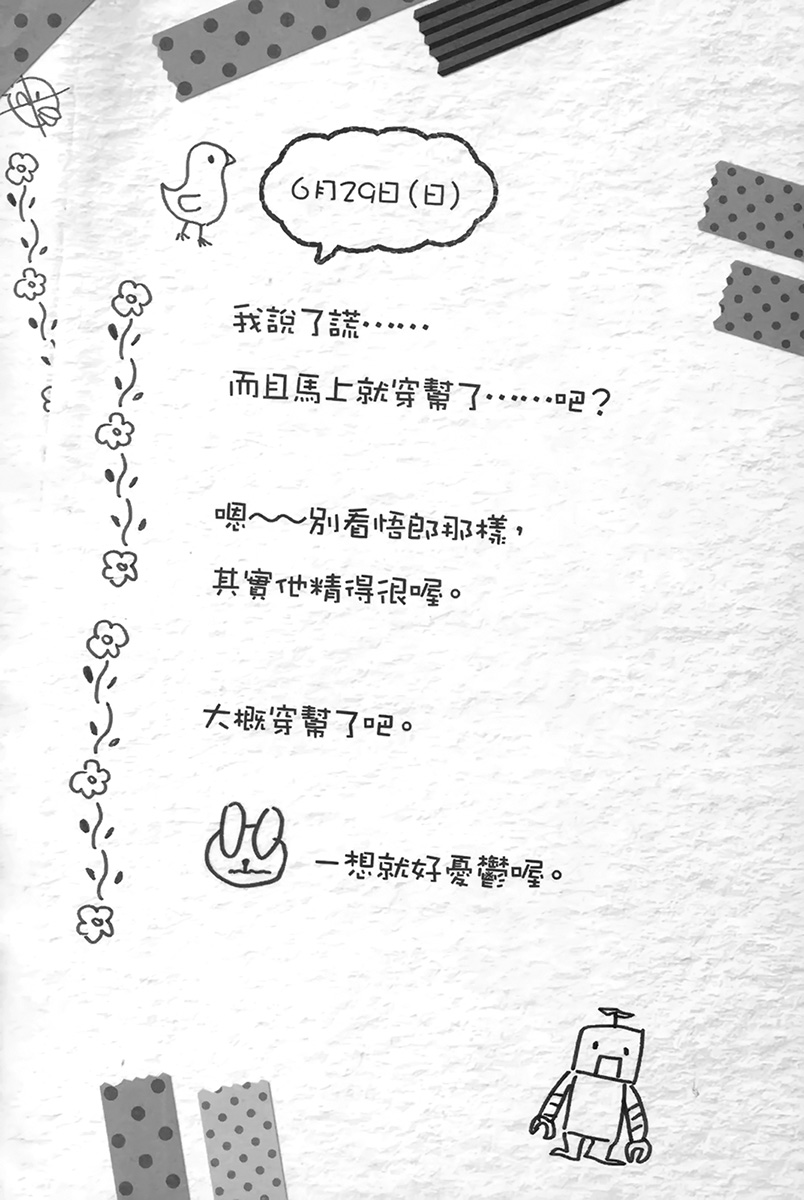 6月29日(日)
我說了謊……
而且馬上就穿幫了……吧？
嗯～～別看悟郎那樣，
其實他精得很喔。
大概穿幫了吧。
一想就好憂鬱喔。